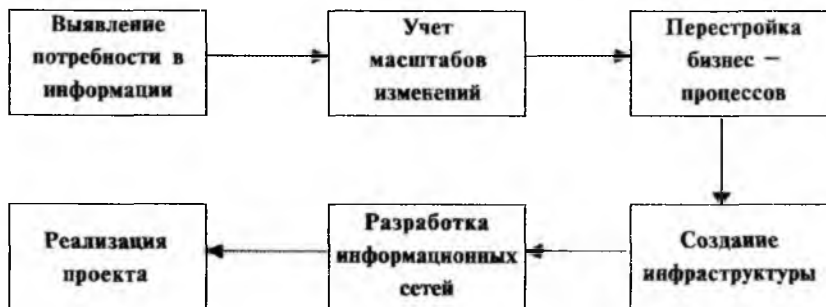 Выявление
потребности в
информации
Учет
масштабов
изменений
Перестройка
бизнес –
процессов
Создание
инфраструктуры
Разработка
информационных
сетей
Реализация
проекта